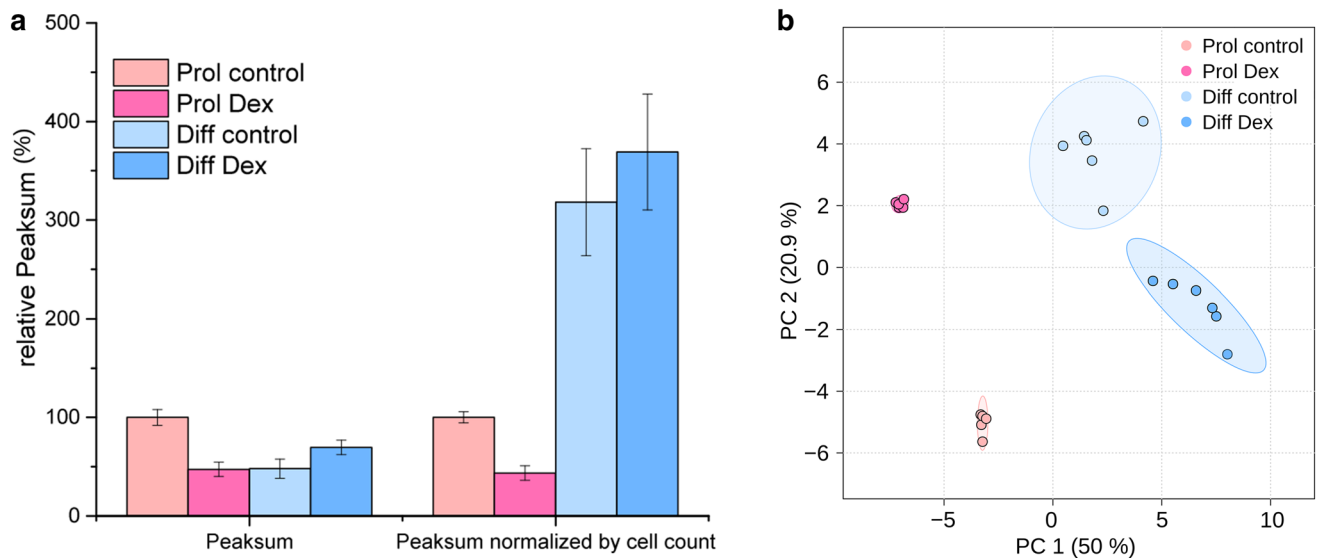 a
500
400
300
200
100
0
relative Peaksum (%)
Prol control
Prol Dex
Diff control
Diff Dex
Peaksum
Peaksum normalized by cell count
b
6
4
2
0
−2
−4
−6
PC 2 (20.9 %)
Prol control
Prol Dex
Diff control
Diff Dex
−5
0
5
10
PC 1 (50 %)